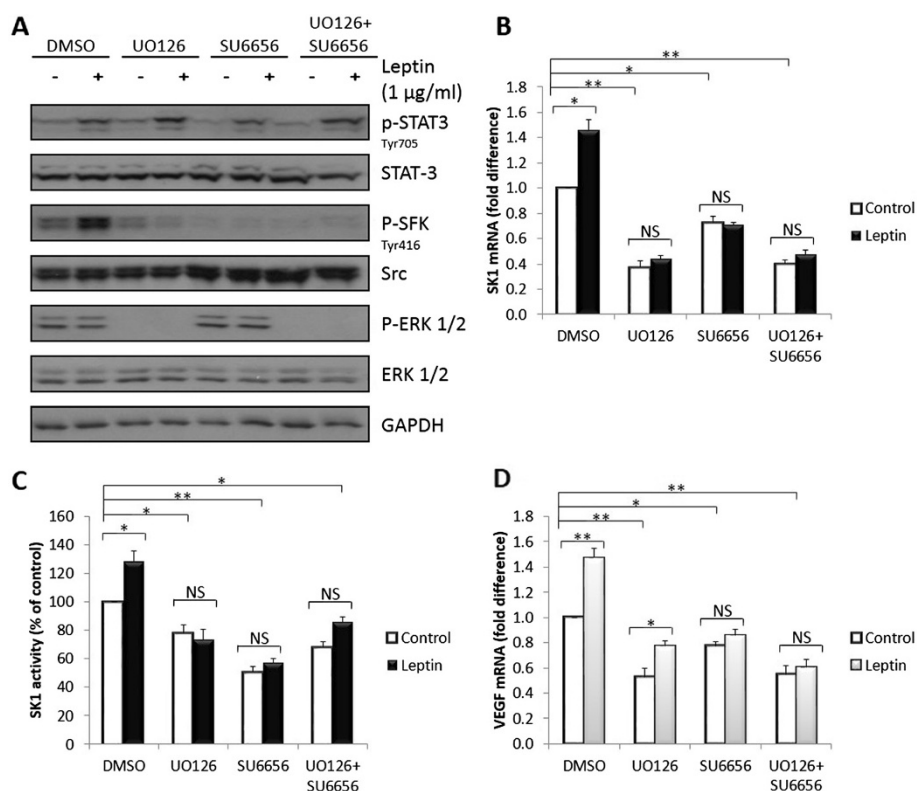 A
DMSO UO126 SU6656 UO126+
SU6656
- + - + - + - + Leptin
(1 µg/ml)
p-STAT3
Tyr705
STAT-3
P-SFK
Tyr416
Src
P-ERK 1/2
ERK 1/2
GAPDH
B
**
*
**
*
NS
NS
NS
SK1 mRNA (fold difference)
1.8
1.6
1.4
1.2
1.0
0.8
0.6
0.4
0.2
0.0
DMSO UO126 SU6656 UO126+
SU6656
Control
Leptin
C
*
**
*
*
NS
NS
NS
SK1 activity (% of control)
160
140
120
100
80
60
40
20
0
DMSO UO126 SU6656 UO126+
SU6656
Control
Leptin
D
**
*
**
**
*
NS
NS
VEGF mRNA (fold difference)
1.8
1.6
1.4
1.2
1.0
0.8
0.6
0.4
0.2
0.0
DMSO UO126 SU6656 UO126+
SU6656
Control
Leptin